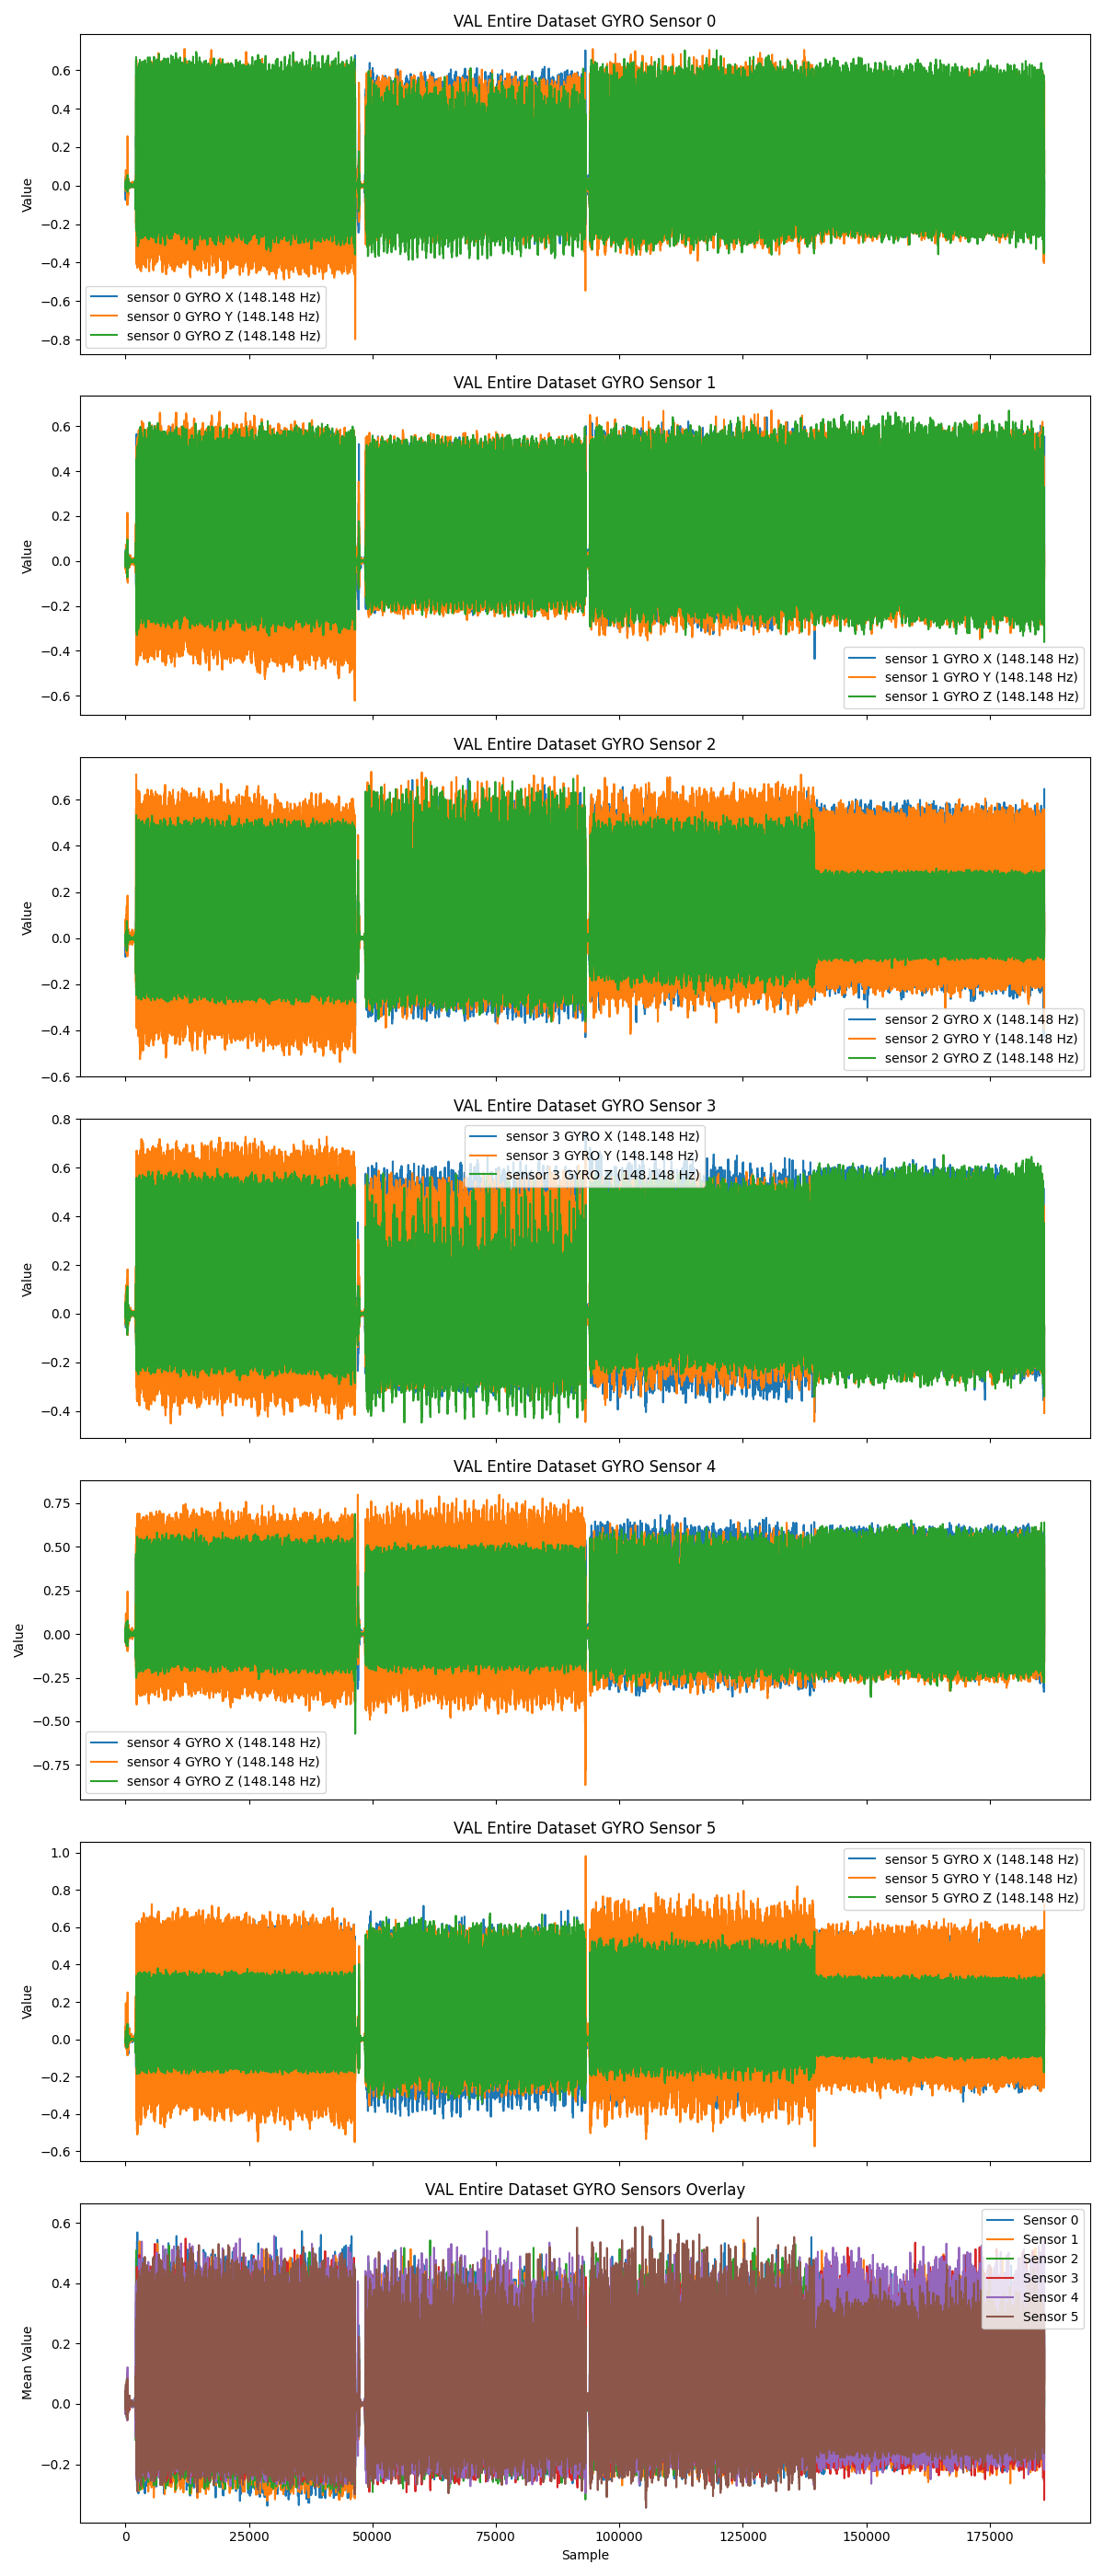 VAL Entire Dataset GYRO Sensor 0
0.6
0.4
0.2
0.0
−0.2
−0.4
−0.6
−0.8
Value
sensor 0 GYRO X (148.148 Hz)
sensor 0 GYRO Y (148.148 Hz)
sensor 0 GYRO Z (148.148 Hz)
VAL Entire Dataset GYRO Sensor 1
0.6
0.4
0.2
0.0
−0.2
−0.4
−0.6
Value
sensor 1 GYRO X (148.148 Hz)
sensor 1 GYRO Y (148.148 Hz)
sensor 1 GYRO Z (148.148 Hz)
VAL Entire Dataset GYRO Sensor 2
0.6
0.4
0.2
0.0
−0.2
−0.4
−0.6
Value
sensor 2 GYRO X (148.148 Hz)
sensor 2 GYRO Y (148.148 Hz)
sensor 2 GYRO Z (148.148 Hz)
VAL Entire Dataset GYRO Sensor 3
0.8
0.6
0.4
0.2
0.0
−0.2
−0.4
Value
sensor 3 GYRO X (148.148 Hz)
sensor 3 GYRO Y (148.148 Hz)
sensor 3 GYRO Z (148.148 Hz)
VAL Entire Dataset GYRO Sensor 4
0.75
0.50
0.25
0.00
−0.25
−0.50
−0.75
Value
sensor 4 GYRO X (148.148 Hz)
sensor 4 GYRO Y (148.148 Hz)
sensor 4 GYRO Z (148.148 Hz)
VAL Entire Dataset GYRO Sensor 5
1.0
0.8
0.6
0.4
0.2
0.0
−0.2
−0.4
−0.6
Value
sensor 5 GYRO X (148.148 Hz)
sensor 5 GYRO Y (148.148 Hz)
sensor 5 GYRO Z (148.148 Hz)
VAL Entire Dataset GYRO Sensors Overlay
0.6
0.4
0.2
0.0
−0.2
Mean Value
Sensor 0
Sensor 1
Sensor 2
Sensor 3
Sensor 4
Sensor 5
0 25000 50000 75000 100000 125000 150000 175000
Sample